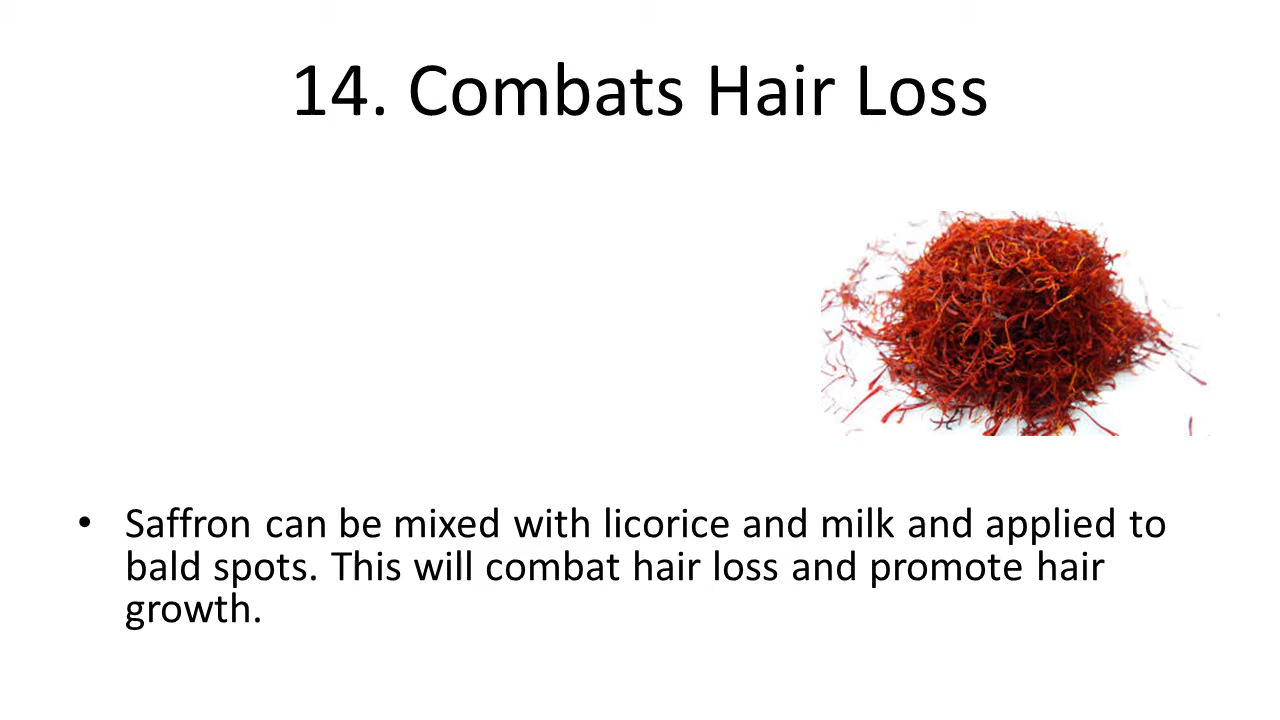 14. Combats Hair Loss
• Saffron can be mixed with licorice and milk and applied to
bald spots. This will combat hair loss and promote hair
growth.